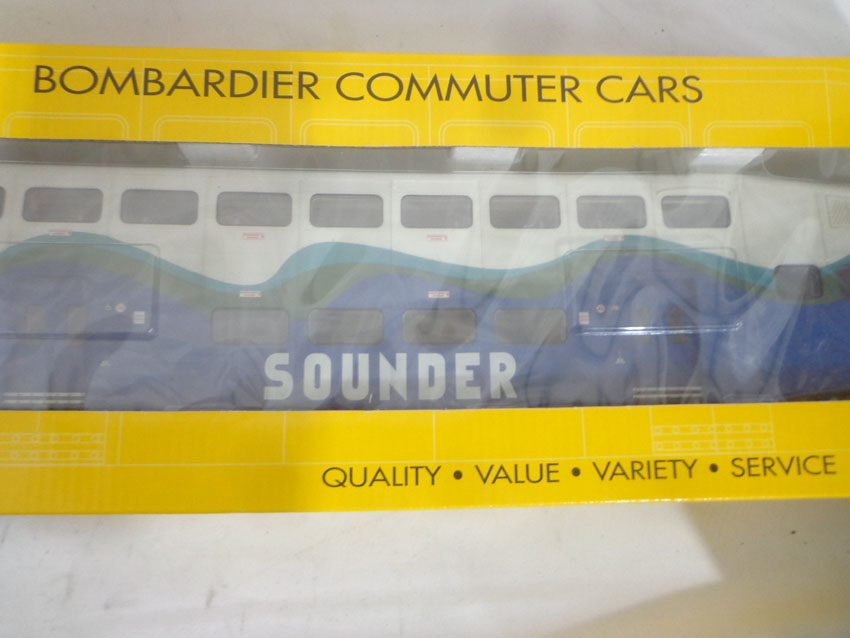 BOMBARDIER COMMUTER CARS
SOUNDER
QUALITY • VALUE • VARIETY • SERVICE